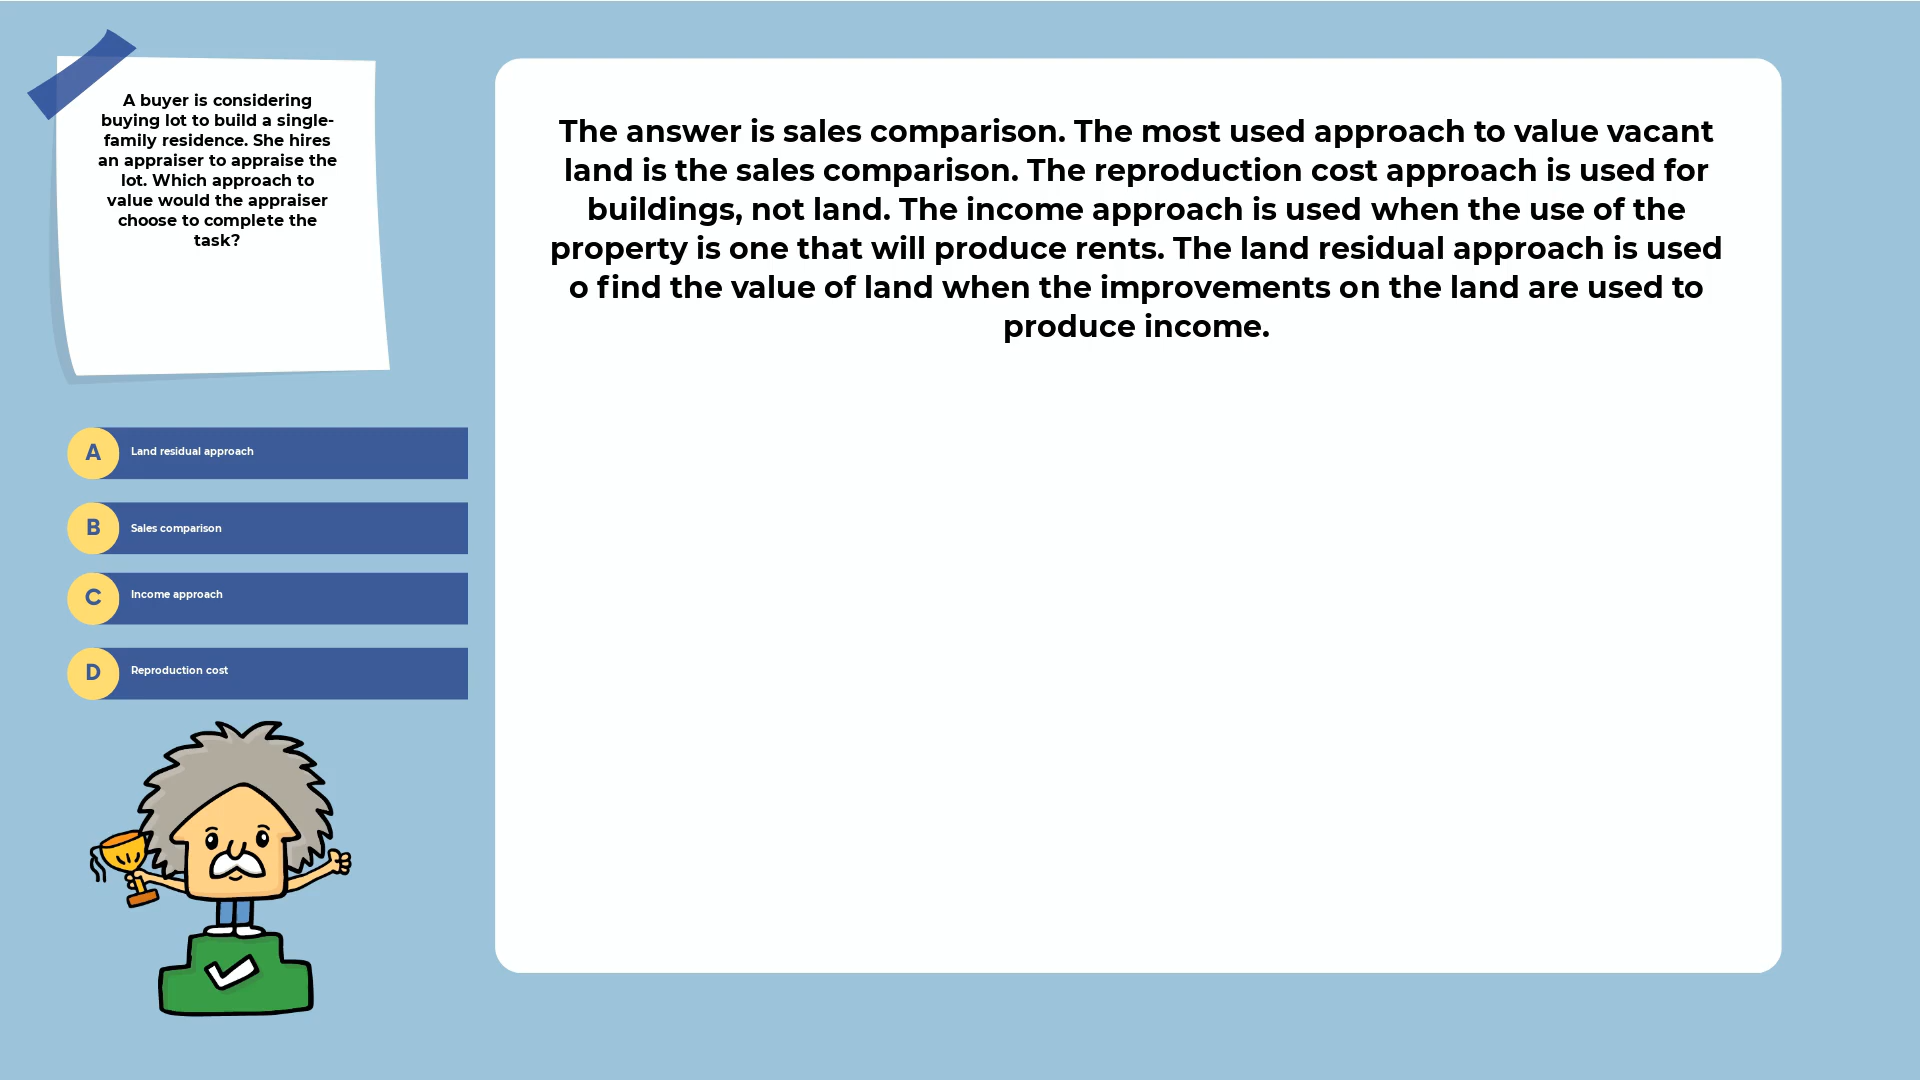 A buyer is considering
buying lot to build a single-
family residence. She hires
an appraiser to appraise the
lot. Which approach to
value would the appraiser
choose to complete the
task?
A
Land residual approach
B
Sales comparison
C
Income approach
D
Reproduction cost
The answer is sales comparison. The most used approach to value vacant
land is the sales comparison. The reproduction cost approach is used for
buildings, not land. The income approach is used when the use of the
property is one that will produce rents. The land residual approach is used
o find the value of land when the improvements on the land are used to
produce income.